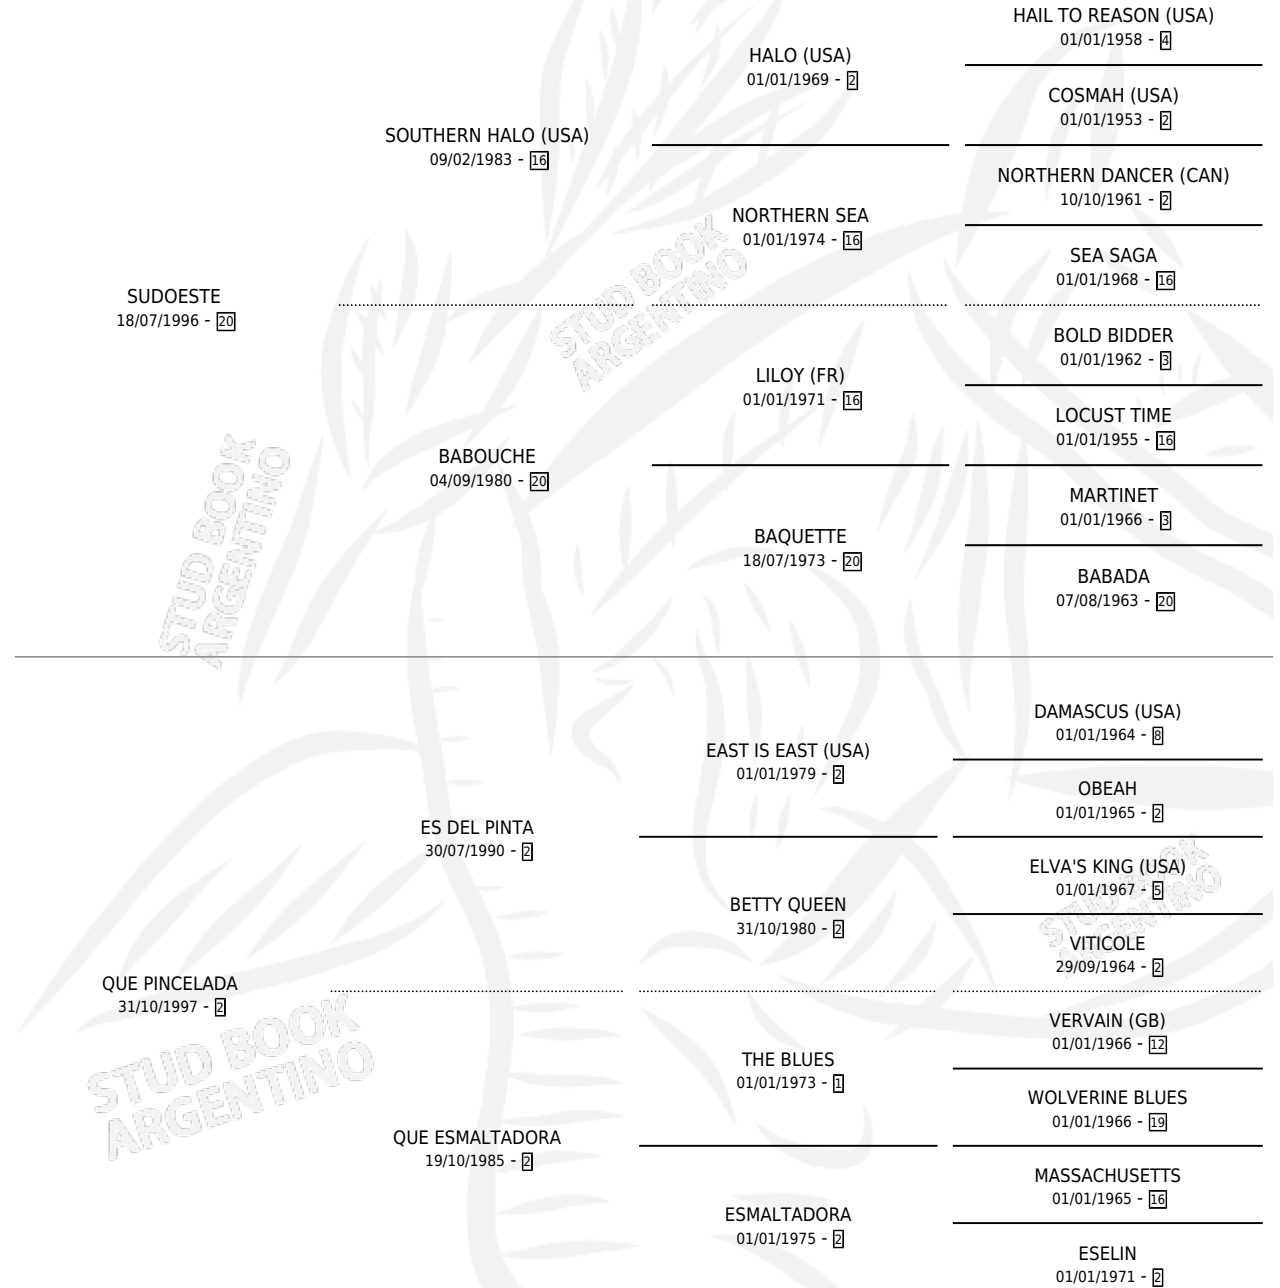 HAIL TO REASON (USA)
01/01/1958 - 4
HALO (USA)
01/01/1969 - 2
COSMAH (USA)
01/01/1953 - 2
SOUTHERN HALO (USA)
09/02/1983 - 16
NORTHERN DANCER (CAN)
10/10/1961 - 2
NORTHERN SEA
01/01/1974 - 16
SEA SAGA
01/01/1968 - 16
SUDOESTE
18/07/1996 - 20
STUD BOOK
ARGENTINO
BOLD BIDDER
01/01/1962 - 3
LILOY (FR)
01/01/1971 - 16
LOCUST TIME
01/01/1955 - 16
BABOUCHE
04/09/1980 - 20
MARTINET
01/01/1966 - 3
BAQUETTE
18/07/1973 - 20
BABADA
07/08/1963 - 20
STUD BOOK
ARGENTINO
DAMASCUS (USA)
01/01/1964 - 8
EAST IS EAST (USA)
01/01/1979 - 2
OBEAH
01/01/1965 - 2
ES DEL PINTA
30/07/1990 - 2
ELVA'S KING (USA)
01/01/1967 - 5
BETTY QUEEN
31/10/1980 - 2
VITICOLE
29/09/1964 - 2
STUD BOOK
ARGENTINO
QUE PINCELADA
31/10/1997 - 2
VERVAIN (GB)
01/01/1966 - 12
THE BLUES
01/01/1973 - 1
WOLVERINE BLUES
01/01/1966 - 19
STUD BOOK
ARGENTINO
QUE ESMALTADORA
19/10/1985 - 2
MASSACHUSETTS
01/01/1965 - 16
ESMALTADORA
01/01/1975 - 2
ESELIN
01/01/1971 - 2